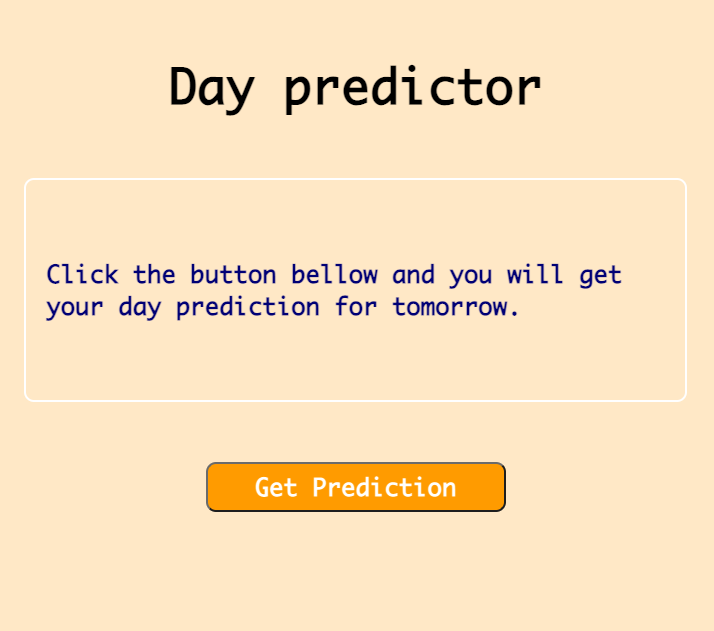 Day predictor
Click the button bellow and you will get
your day prediction for tomorrow.
Get Prediction